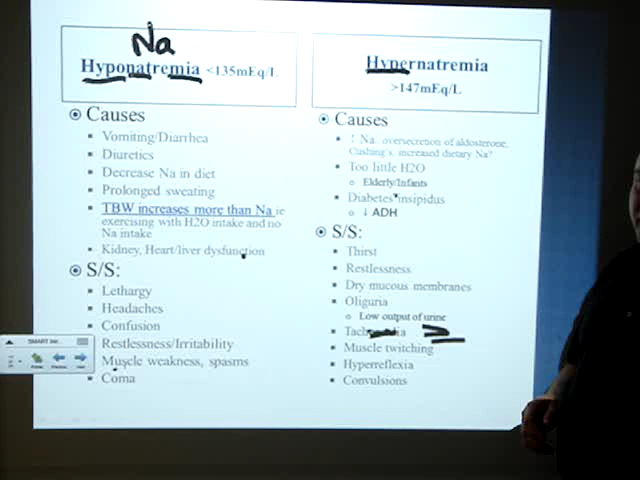 Na
Hyponatremia <135mEq/L
Causes
Vomiting/Diarrhea
Diuretics
Decrease Na in diet
Prolonged sweating
TBW increases more than Na ie
exercising with H2O intake and no
Na intake
Kidney, Heart/liver dysfunction
S/S:
Lethargy
Headaches
Confusion
Restlessness/Irritability
Muscle weakness, spasms
Coma
Hypernatremia
>147mEq/L
Causes
↑ Na: oversecretion of aldosterone,
Cushing's, increased dietary Na?
Too little H2O
Elderly/Infants
Diabetes insipidus
↓ ADH
S/S:
Thirst
Restlessness
Dry mucous membranes
Oliguria
Low output of urine
Muscle twitching
Hyperreflexia
Convulsions